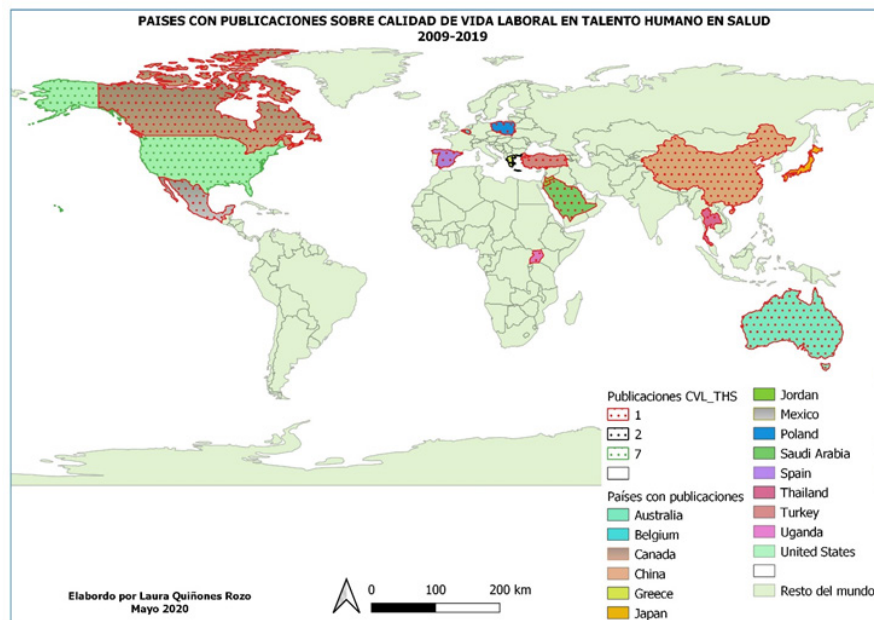 PAISES CON PUBLICACIONES SOBRE CALIDAD DE VIDA LABORAL EN TALENTO HUMANO EN SALUD
2009-2019
Publicaciones CVL_THS
1
2
7
Países con publicaciones
Australia
Belgium
Canada
China
Greece
Japan
Jordan
Mexico
Poland
Saudi Arabia
Spain
Thailand
Turkey
Uganda
United States
Resto del mundo
Elabordo por Laura Quiñones Rozo
Mayo 2020
0 100 200 km